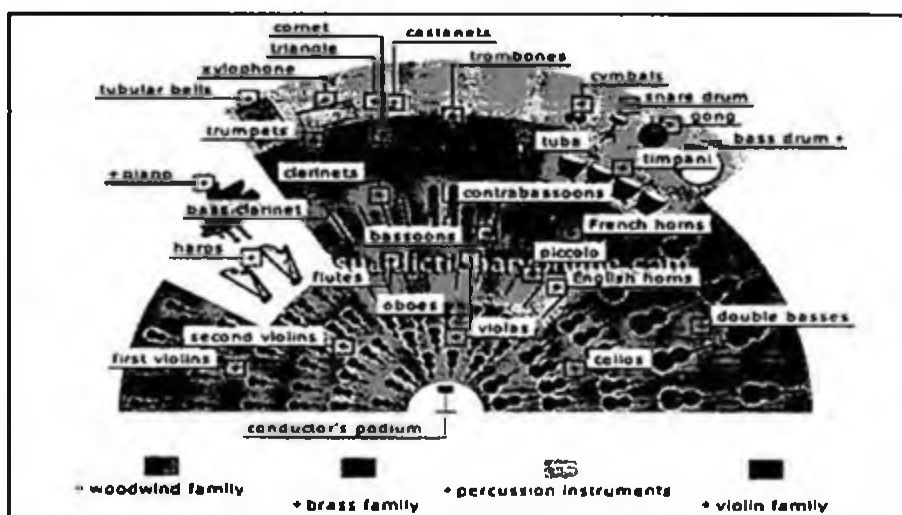 cornet
castanets
triangle
trombones
xylophone
cymbals
tubular bells
snare drum
gong
trumpets
tuba
bass drum +
timpani
clarinets
+ piano
contrabassoons
bass clarinet
French horns
bassoons
harps
piccolo
flutes
English horns
oboes
double basses
second violins
violas
first violins
cellos
conductor's podium
+ woodwind family
+ brass family
+ percussion instruments
+ violin family